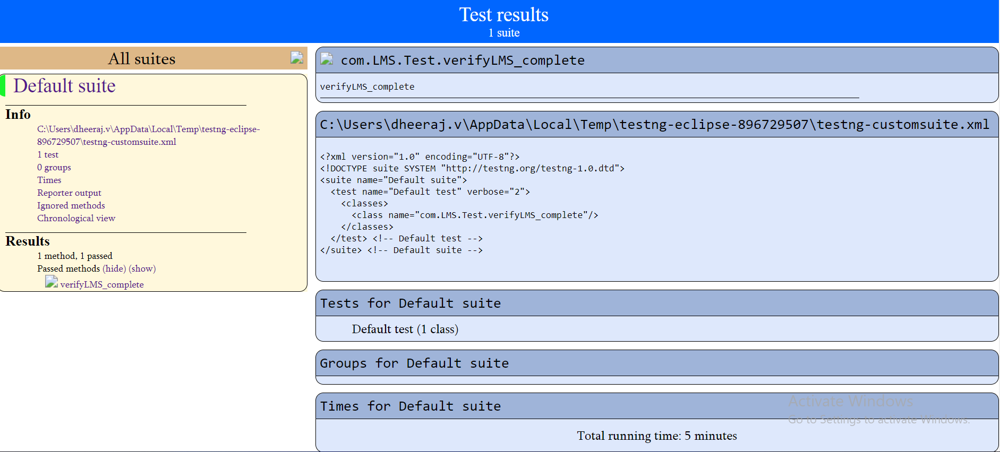 Test results
1 suite
All suites
Default suite
Info
C:\Users\dheeraj.v\AppData\Local\Temp\testng-eclipse-
896729507\testng-customsuite.xml
1 test
0 groups
Times
Reporter output
Ignored methods
Chronological view
Results
1 method, 1 passed
Passed methods (hide) (show)
verifyLMS_complete
com.LMS.Test.verifyLMS_complete
verifyLMS_complete
C:\Users\dheeraj.v\AppData\Local\Temp\testng-eclipse-896729507\testng-customsuite.xml
<?xml version="1.0" encoding="UTF-8"?>
<!DOCTYPE suite SYSTEM "http://testng.org/testng-1.0.dtd">
<suite name="Default suite">
  <test name="Default test" verbose="2">
    <classes>
      <class name="com.LMS.Test.verifyLMS_complete"/>
    </classes>
  </test> <!-- Default test -->
</suite> <!-- Default suite -->
Tests for Default suite
Default test (1 class)
Groups for Default suite
Times for Default suite
Total running time: 5 minutes
Activate Windows
Go to Settings to activate Windows.